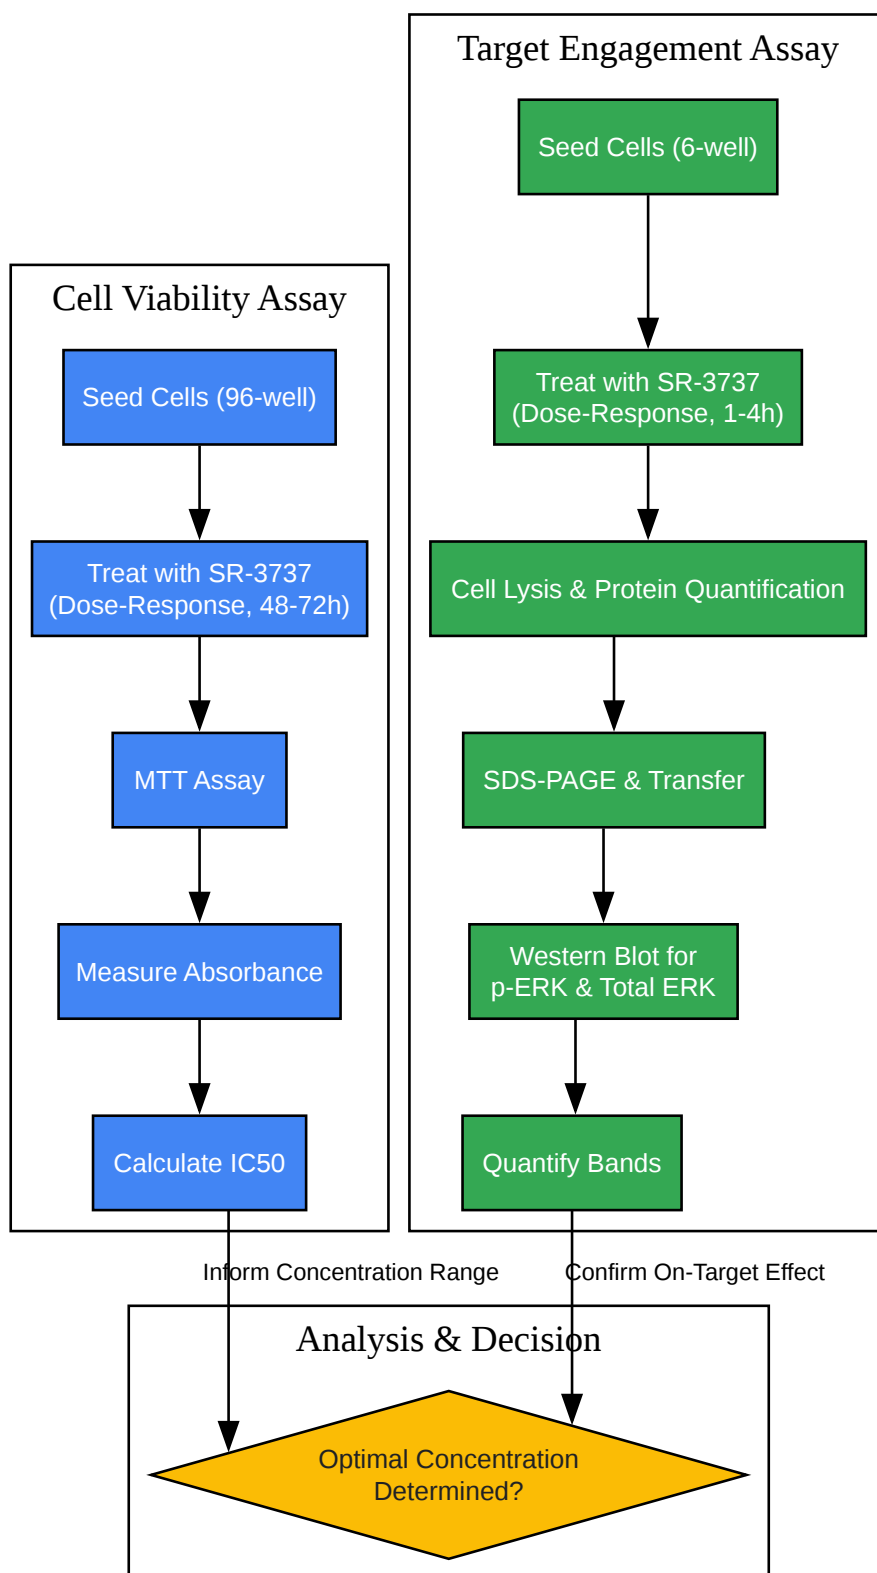 Target Engagement Assay
Seed Cells (6-well)
Treat with SR-3737
(Dose-Response, 1-4h)
Cell Lysis & Protein Quantification
SDS-PAGE & Transfer
Western Blot for
p-ERK & Total ERK
Quantify Bands
Confirm On-Target Effect
Cell Viability Assay
Seed Cells (96-well)
Treat with SR-3737
(Dose-Response, 48-72h)
MTT Assay
Measure Absorbance
Calculate IC50
Inform Concentration Range
Analysis & Decision
Optimal Concentration
Determined?